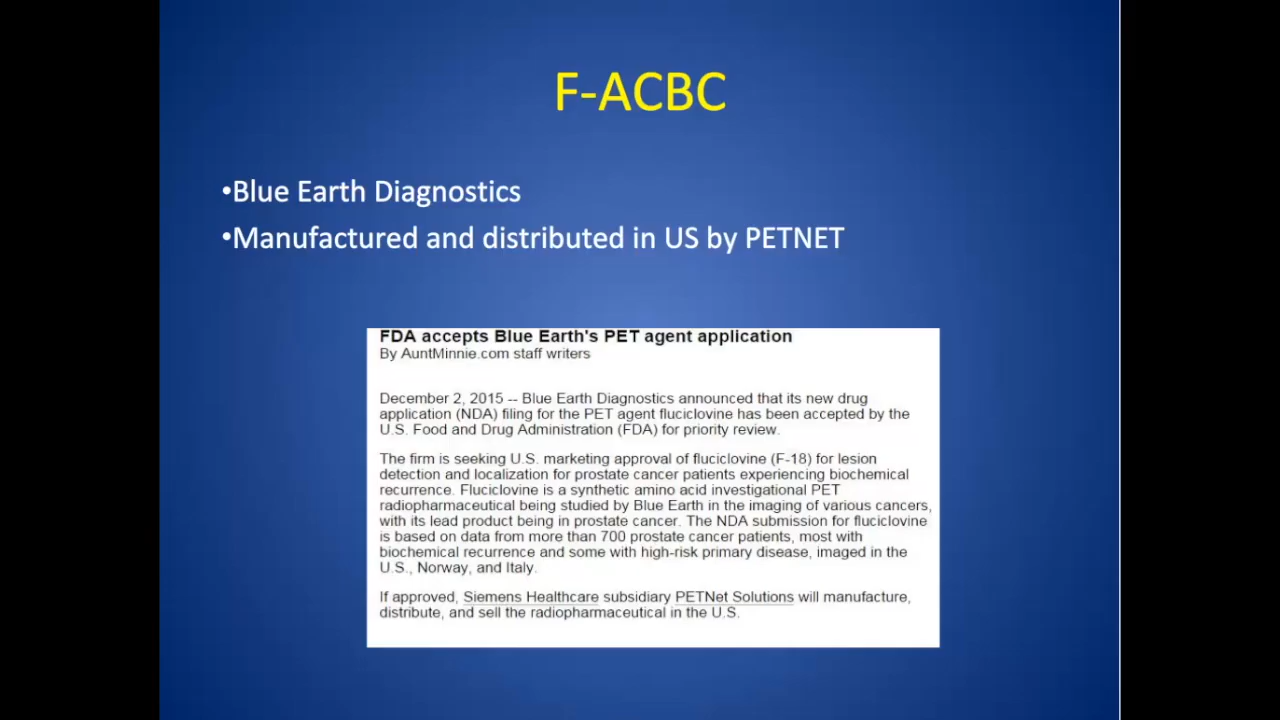 F-ACBC
•Blue Earth Diagnostics
•Manufactured and distributed in US by PETNET
FDA accepts Blue Earth's PET agent application
By AuntMinnie.com staff writers
December 2, 2015 -- Blue Earth Diagnostics announced that its new drug
application (NDA) filing for the PET agent fluciclovine has been accepted by the
U.S. Food and Drug Administration (FDA) for priority review.
The firm is seeking U.S. marketing approval of fluciclovine (F-18) for lesion
detection and localization for prostate cancer patients experiencing biochemical
recurrence. Fluciclovine is a synthetic amino acid investigational PET
radiopharmaceutical being studied by Blue Earth in the imaging of various cancers,
with its lead product being in prostate cancer. The NDA submission for fluciclovine
is based on data from more than 700 prostate cancer patients, most with
biochemical recurrence and some with high-risk primary disease, imaged in the
U.S., Norway, and Italy.
If approved, Siemens Healthcare subsidiary PETNet Solutions will manufacture,
distribute, and sell the radiopharmaceutical in the U.S.